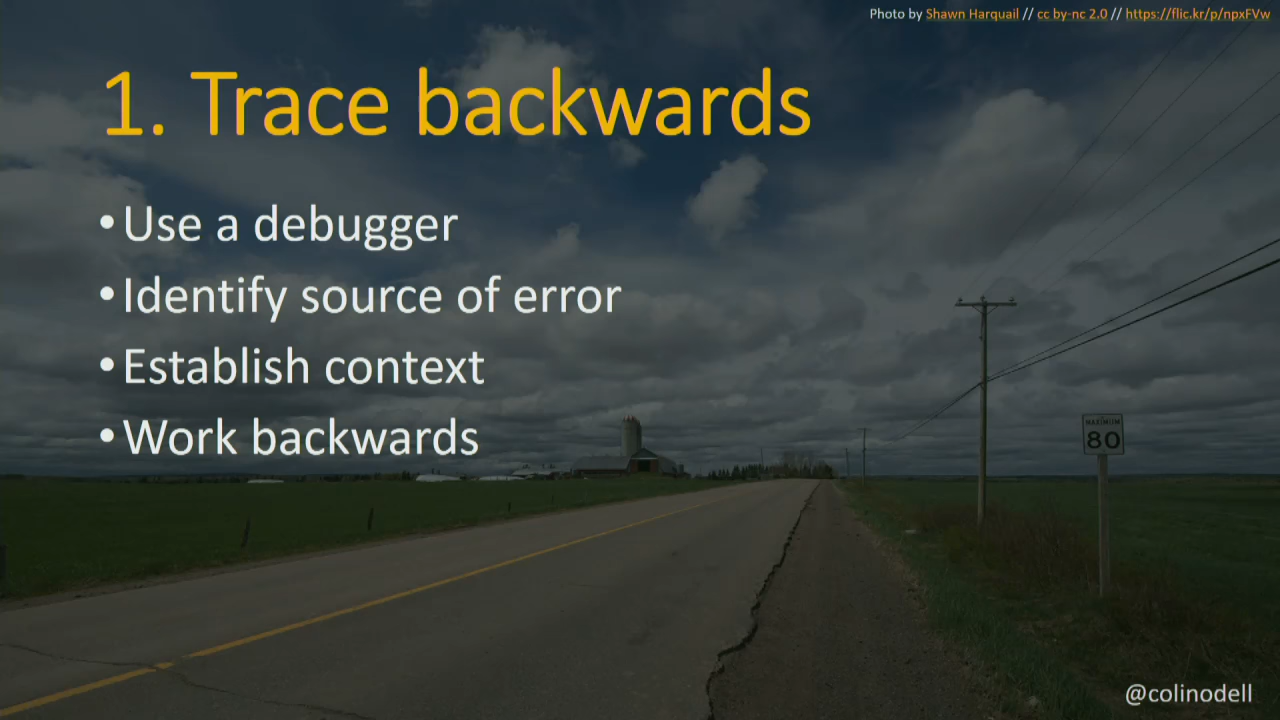 Photo by Shawn Harquail // cc by-nc 2.0 // https://flic.kr/p/npxFVw
1. Trace backwards
•Use a debugger
•Identify source of error
•Establish context
•Work backwards
MAXIMUM
80
@colinodell